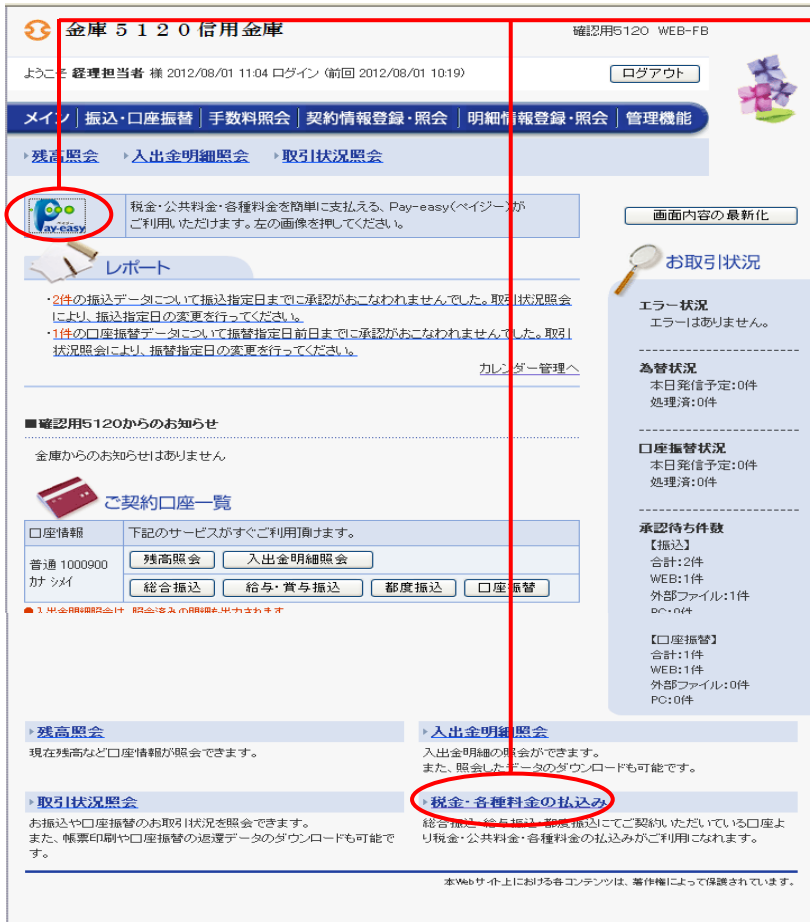 金庫５１２０信用金庫
確認用5120 WEB-FB
ようこそ 経理担当者 様 2012/08/01 11:04 ログイン (前回 2012/08/01 10:19)
ログアウト
メイン 振込・口座振替 手数料照会 契約情報登録・照会 明細情報登録・照会 管理機能
残高照会 入出金明細照会 取引状況照会
Pay-easy
税金・公共料金・各種料金を簡単に支払える、Pay-easy(ペイジー)が
ご利用いただけます。左の画像を押してください。
画面内容の最新化
レポート
・2件の振込データについて振込指定日までに承認がおこなわれませんでした。取引状況照会
により、振込指定日の変更を行ってください。
・1件の口座振替データについて振替指定日前日までに承認がおこなわれませんでした。取引
状況照会により、振替指定日の変更を行ってください。
カレンダー管理へ
■確認用5120からのお知らせ
金庫からのお知らせはありません
ご契約口座一覧
口座情報 下記のサービスがすぐご利用頂けます。
普通 1000900
カナ シメイ
残高照会 入出金明細照会
総合振込 給与・賞与振込 都度振込 口座振替
●入出金明細照会は、照会済みの明細も出力されます
お取引状況
エラー状況
エラーはありません。
為替状況
本日発信予定:0件
処理済:0件
口座振替状況
本日発信予定:0件
処理済:0件
承認待ち件数
【振込】
合計:2件
WEB:1件
外部ファイル:1件
PC:0件
【口座振替】
合計:1件
WEB:1件
外部ファイル:0件
PC:0件
残高照会
現在残高など口座情報が照会できます。
入出金明細照会
入出金明細の照会ができます。
また、照会したデータのダウンロードも可能です。
取引状況照会
お振込や口座振替のお取引状況を照会できます。
また、帳票印刷や口座振替の返還データのダウンロードも可能で
す。
税金・各種料金の払込み
総合振込・給与振込・都度振込にてご契約いただいている口座よ
り税金・公共料金・各種料金の払込みがご利用になれます。
本Webサイト上における各コンテンツは、著作権によって保護されています。